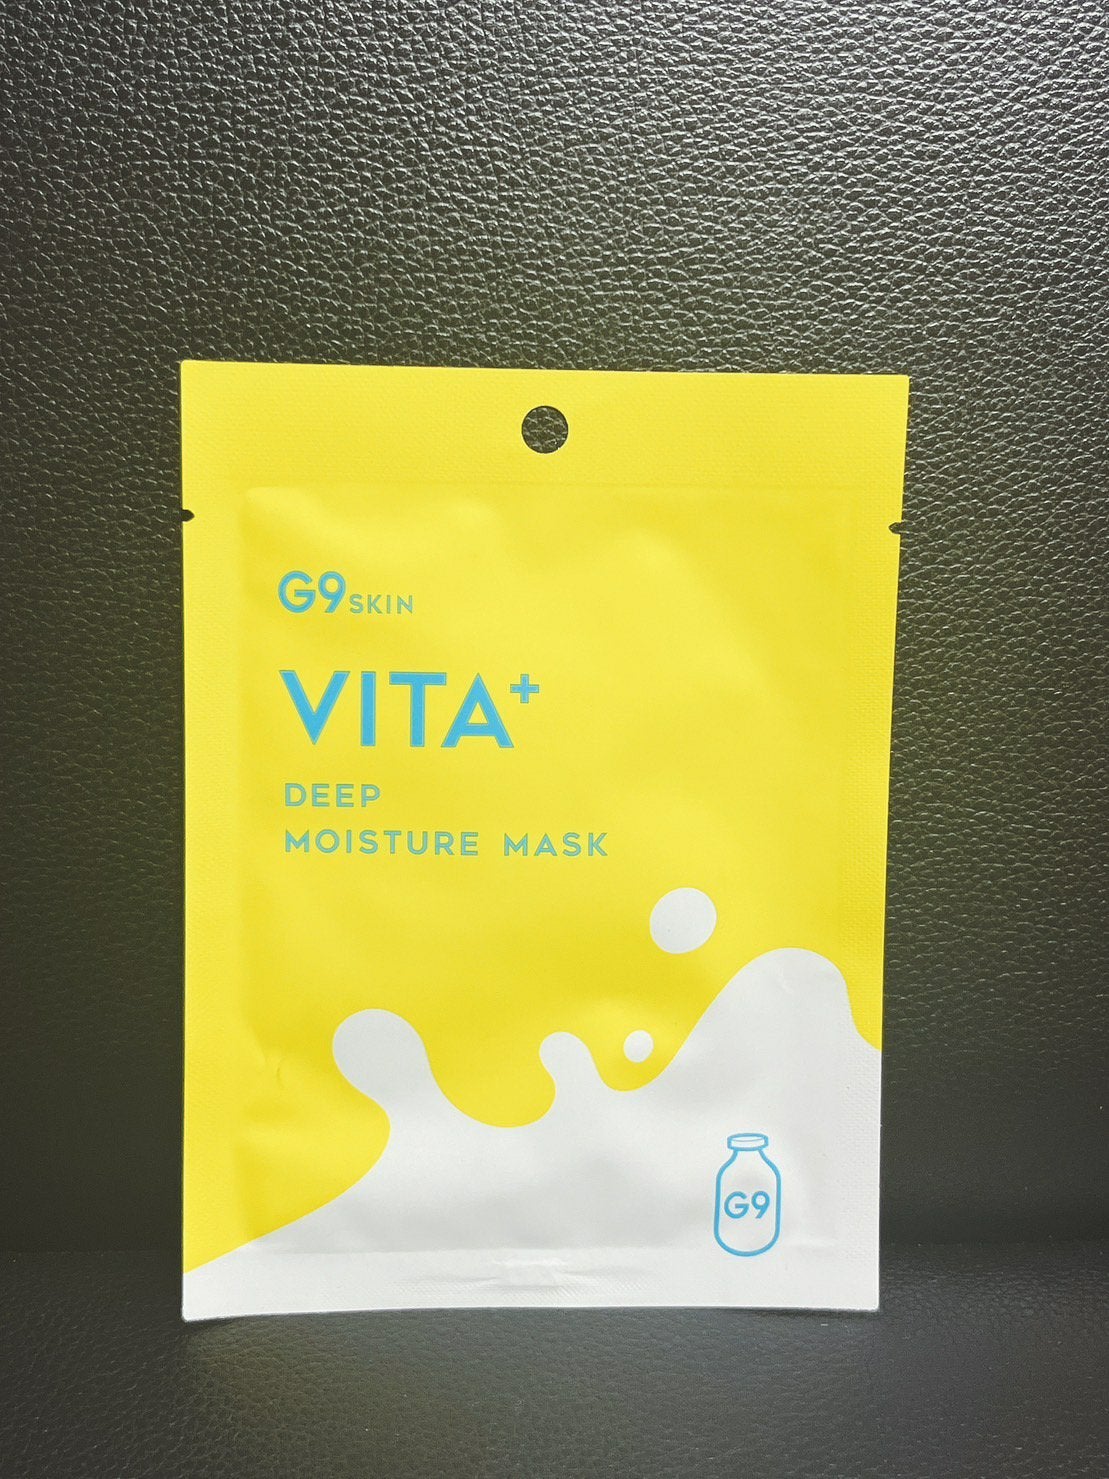 G9SKIN
VITA+
DEEP
MOISTURE MASK
G9